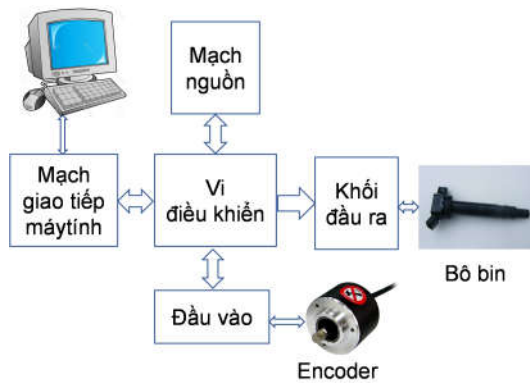 Mạch
nguồn
Mạch
giao tiếp
máytính
Vi
điều khiển
Khối
đầu ra
Bô bin
Đầu vào
Encoder